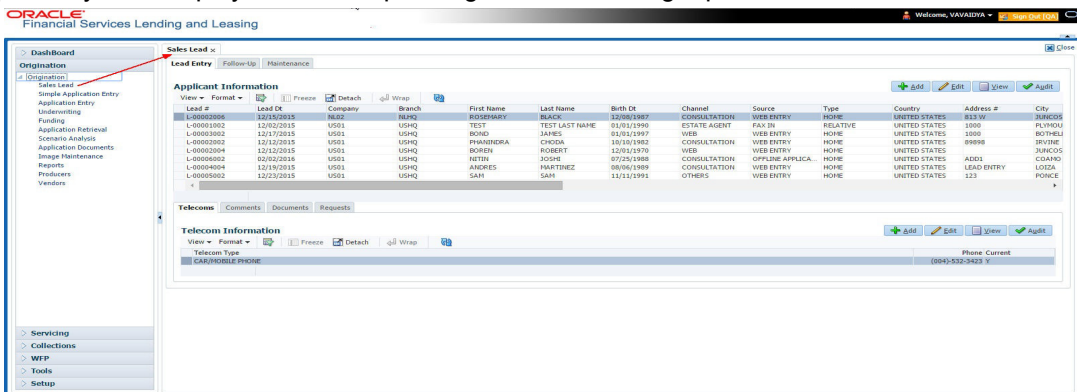 ORACLE
Financial Services Lending and Leasing
Welcome, VAVAIDYA
Sign Out [QA]
DashBoard
Origination
Origination
Sales Lead
Simple Application Entry
Application Entry
Underwriting
Funding
Application Retrieval
Scenario Analysis
Application Documents
Image Maintenance
Reports
Producers
Vendors
Servicing
Collections
WFP
Tools
Setup
Sales Lead x
Close
Lead Entry Follow-Up Maintenance
Applicant Information
Add Edit View Audit
View Format Freeze Detach Wrap
Lead # Lead Dt Company Branch First Name Last Name Birth Dt Channel Source Type Country Address # City
L-00002006 12/15/2015 NL02 NLHQ ROSEMARY BLACK 12/08/1987 CONSULTATION WEB ENTRY HOME UNITED STATES 813 W JUNCOS
L-00001002 12/02/2015 US01 USHQ TEST TEST LAST NAME 01/01/1990 ESTATE AGENT FAX IN RELATIVE UNITED STATES 1000 PLYMOU
L-00003002 12/17/2015 US01 USHQ BOND JAMES 01/01/1997 WEB WEB ENTRY HOME UNITED STATES 1000 BOTHELL
L-00002002 12/12/2015 US01 USHQ PHANINDRA CHODA 10/10/1982 CONSULTATION WEB ENTRY HOME UNITED STATES 89898 IRVINE
L-00002004 12/12/2015 US01 USHQ BOREN ROBERT 12/01/1970 WEB WEB ENTRY HOME UNITED STATES JUNCOS
L-00006002 02/02/2016 US01 USHQ NITIN JOSHI 07/25/1988 CONSULTATION OFFLINE APPLICA... HOME UNITED STATES ADD1 COAMO
L-00004004 12/19/2015 US01 USHQ ANDRES MARTINEZ 08/06/1989 CONSULTATION WEB ENTRY HOME UNITED STATES LEAD ENTRY LOIZA
L-00005002 12/23/2015 US01 USHQ SAM SAM 11/11/1991 OTHERS WEB ENTRY HOME UNITED STATES 123 PONCE
Telecoms Comments Documents Requests
Telecom Information
Add Edit View Audit
View Format Freeze Detach Wrap
Telecom Type Phone Current
CAR/MOBILE PHONE (004)-532-3423 Y